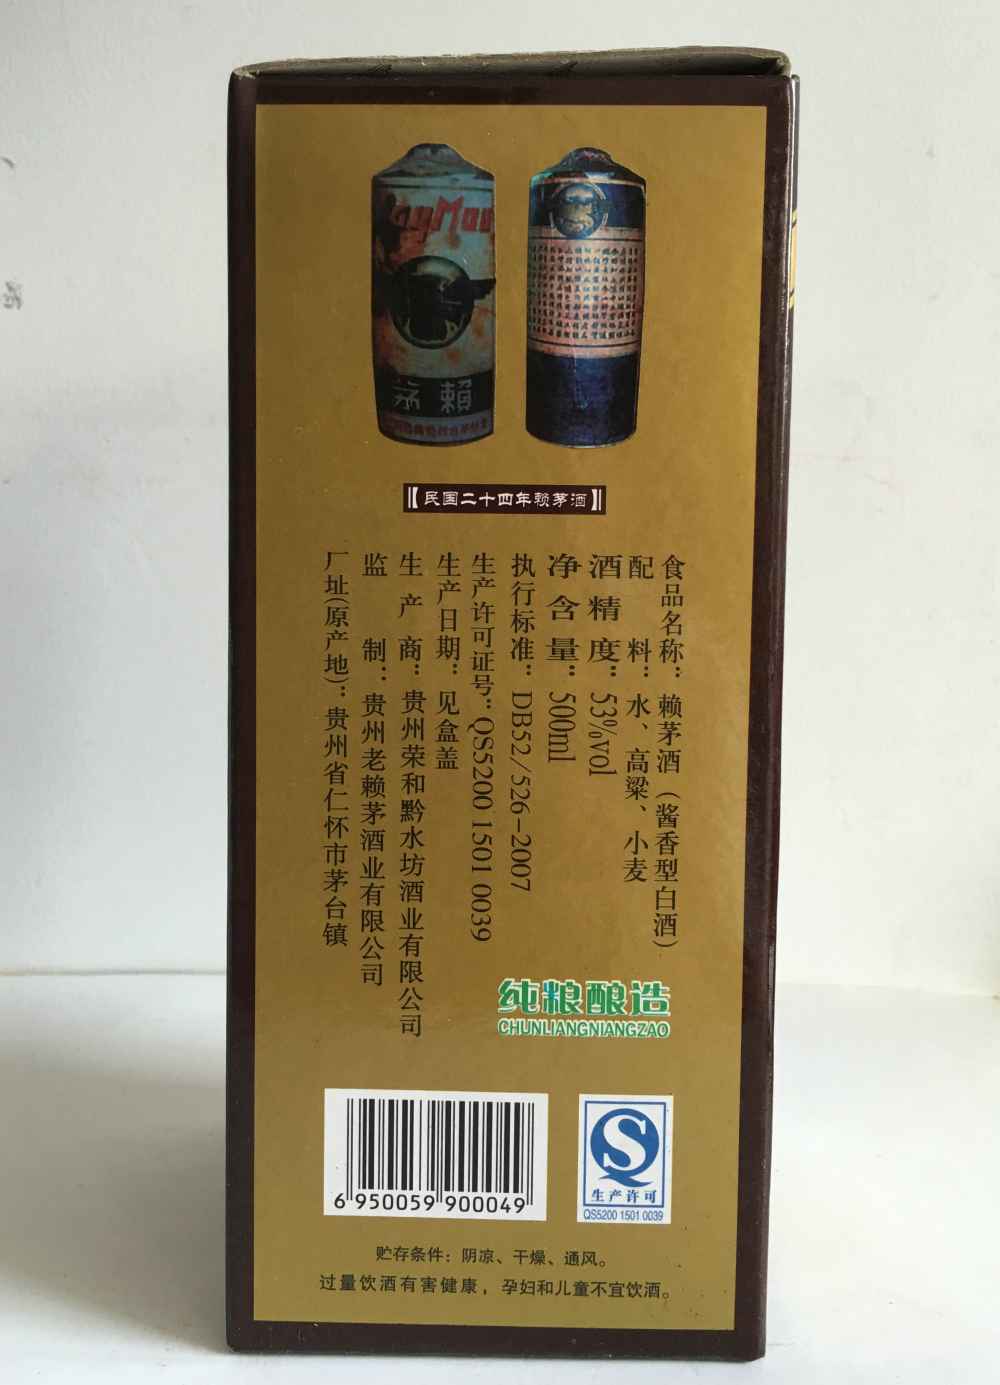 ayMou
賴茅
【民国二十四年赖茅酒】
食品名称：赖茅酒（酱香型白酒）
配料：水、高粱、小麦
酒精度：53%vol
净含量：500ml
执行标准：DB52/526-2007
生产许可证号：QS5200 1501 0039
生产日期：见盒盖
生产商：贵州荣和黔水坊酒业有限公司
监制：贵州老赖茅酒业有限公司
厂址(原产地)：贵州省仁怀市茅台镇
纯粮酿造
CHUNLIANGNIANGZAO
6 950059 900049
生产许可
QS5200 1501 0039
贮存条件：阴凉、干燥、通风。
过量饮酒有害健康，孕妇和儿童不宜饮酒。